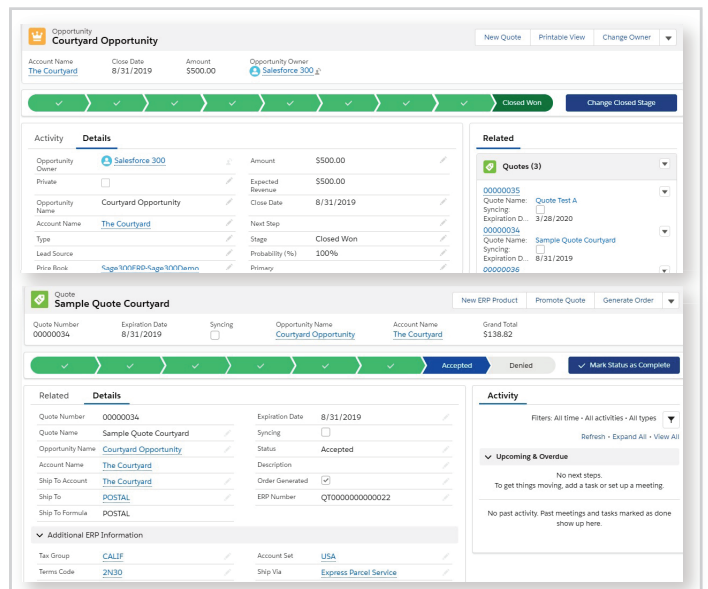 Opportunity
Courtyard Opportunity
New Quote Printable View Change Owner
Account Name Close Date Amount Opportunity Owner
The Courtyard 8/31/2019 $500.00 Salesforce 300
Closed Won Change Closed Stage
Activity Details
Opportunity Owner Salesforce 300 Amount $500.00
Private Expected Revenue $500.00
Opportunity Name Courtyard Opportunity Close Date 8/31/2019
Account Name The Courtyard Next Step
Type Stage Closed Won
Lead Source Probability (%) 100%
Price Book Sage300ERP-Sage300Demo Primary
Related
Quotes (3)
00000035
Quote Name: Quote Test A
Syncing:
Expiration D... 3/28/2020
00000034
Quote Name: Sample Quote Courtyard
Syncing:
Expiration D... 8/31/2019
00000036
Quote
Sample Quote Courtyard
New ERP Product Promote Quote Generate Order
Quote Number Expiration Date Syncing Opportunity Name Account Name Grand Total
00000034 8/31/2019 Courtyard Opportunity The Courtyard $138.82
Accepted Denied Mark Status as Complete
Related Details
Quote Number 00000034 Expiration Date 8/31/2019
Quote Name Sample Quote Courtyard Syncing
Opportunity Name Courtyard Opportunity Status Accepted
Account Name The Courtyard Description
Ship To Account The Courtyard Order Generated
Ship To POSTAL ERP Number QT0000000000022
Ship To Formula POSTAL
Additional ERP Information
Tax Group CALIF Account Set USA
Terms Code 2N30 Ship Via Express Parcel Service
Activity
Filters: All time • All activities • All types
Refresh • Expand All • View All
Upcoming & Overdue
No next steps.
To get things moving, add a task or set up a meeting.
No past activity. Past meetings and tasks marked as done
show up here.